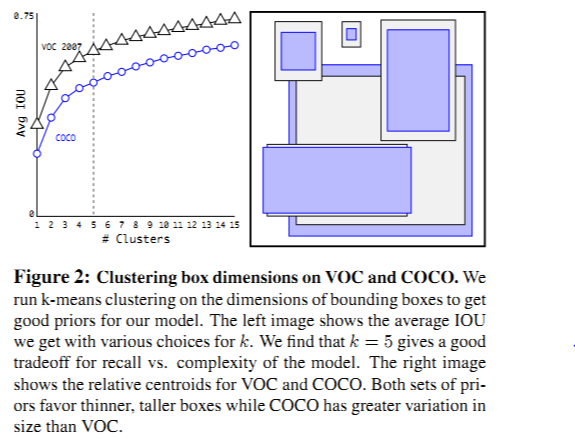 0.75
VOC 2007
COCO
Avg IOU
0
1 2 3 4 5 6 7 8 9 10 11 12 13 14 15
# Clusters
Figure 2: Clustering box dimensions on VOC and COCO. We
run k-means clustering on the dimensions of bounding boxes to get
good priors for our model. The left image shows the average IOU
we get with various choices for k. We find that k = 5 gives a good
tradeoff for recall vs. complexity of the model. The right image
shows the relative centroids for VOC and COCO. Both sets of pri-
ors favor thinner, taller boxes while COCO has greater variation in
size than VOC.